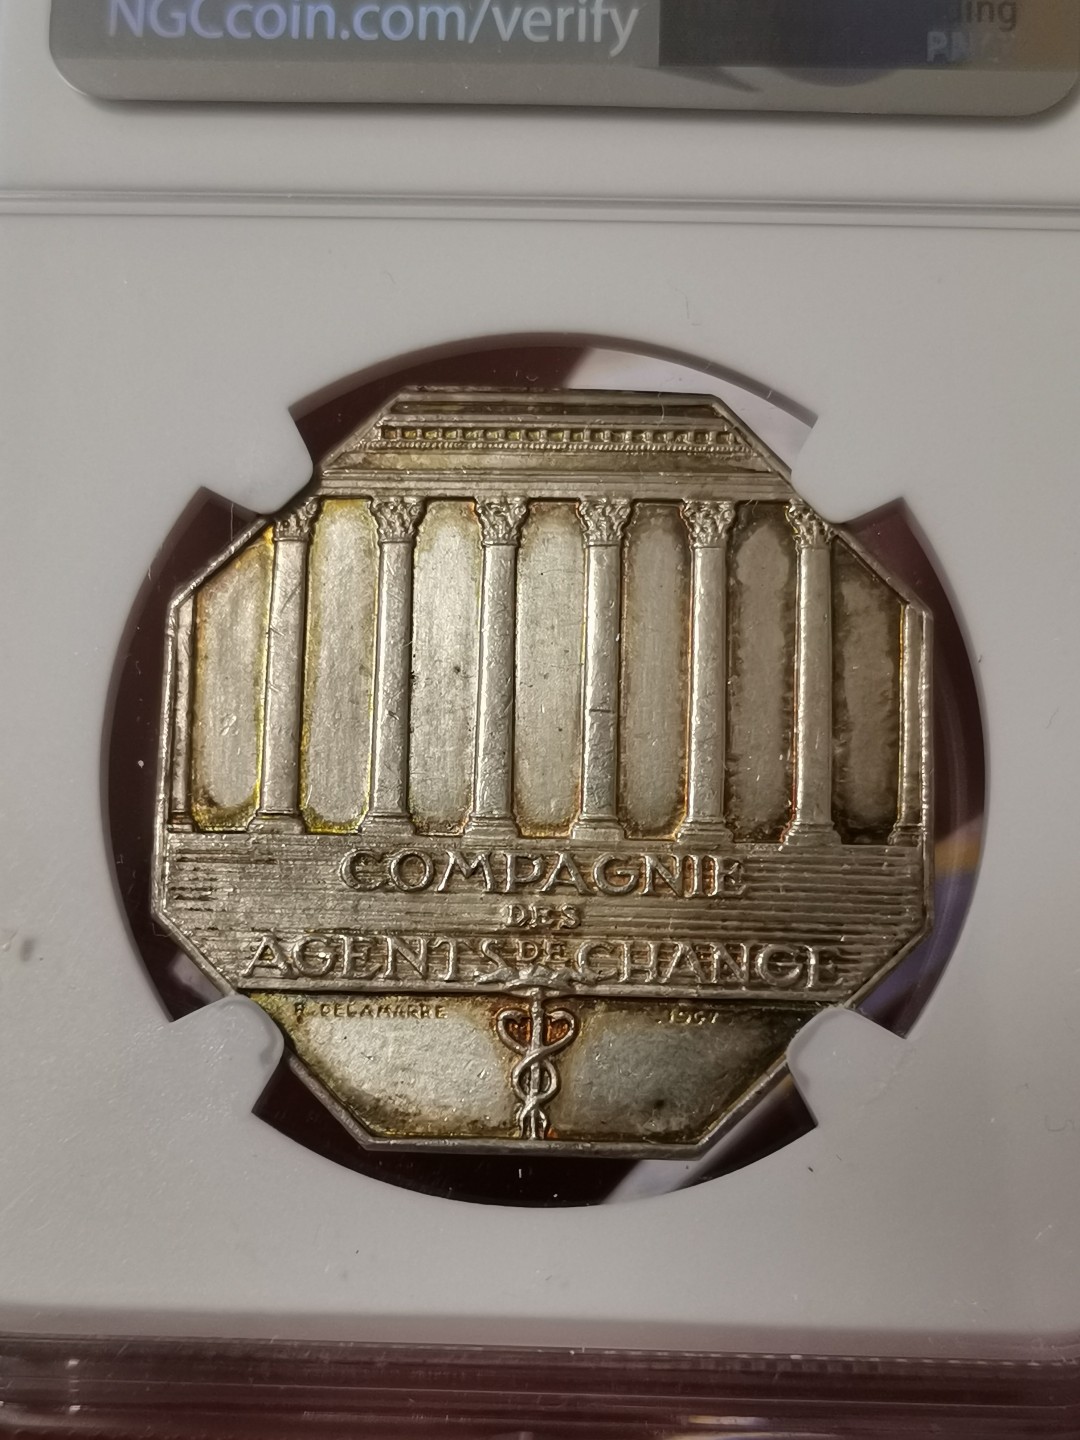 NGCcoin.com/verify
COMPAGNIE
DES
AGENTS DE CHANGE
R. DELAMARRE